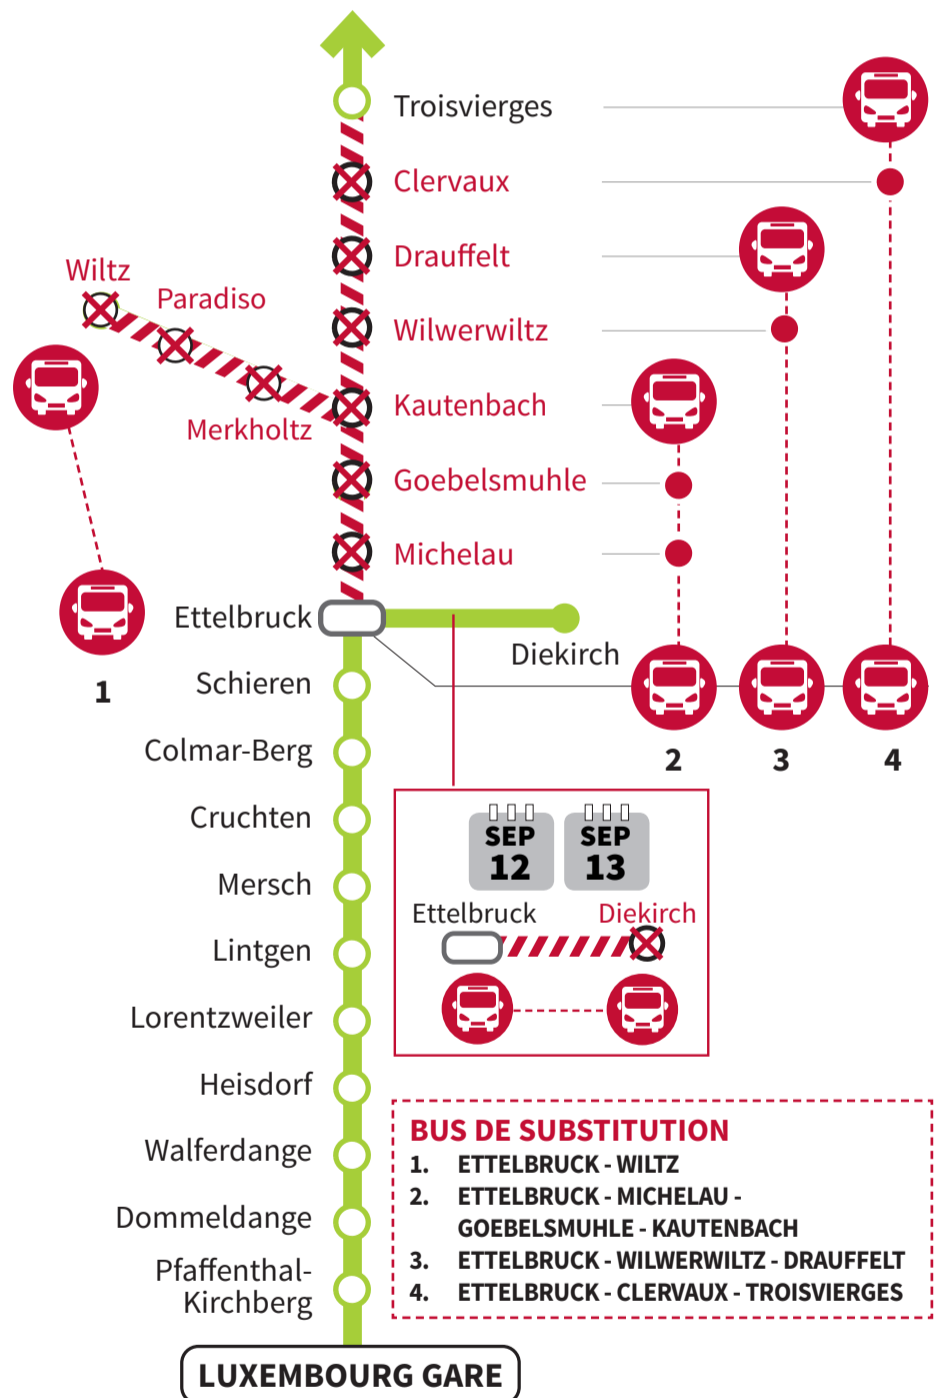 Troisvierges
Clervaux
Drauffelt
Wiltz
Paradiso
Wilwerwiltz
Kautenbach
Merkholtz
Goebelsmuhle
Michelau
Ettelbruck
Diekirch
Schieren
1
2
3
4
Colmar-Berg
Cruchten
Mersch
Lintgen
Lorentzweiler
Heisdorf
Walferdange
Dommeldange
Pfaffenthal-
Kirchberg
LUXEMBOURG GARE
SEP
12
SEP
13
Ettelbruck
Diekirch
BUS DE SUBSTITUTION
1. ETTELBRUCK - WILTZ
2. ETTELBRUCK - MICHELAU -
GOEBELSMUHLE - KAUTENBACH
3. ETTELBRUCK - WILWERWILTZ - DRAUFFELT
4. ETTELBRUCK - CLERVAUX - TROISVIERGES